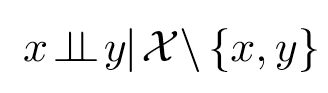 x ⫫ y| 𝒳\ {x, y}